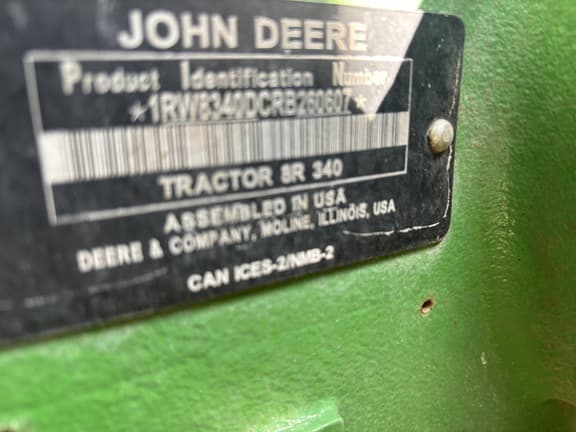 JOHN DEERE
Product Identification Number
*1RW8340DCRB260607*
TRACTOR 8R 340
ASSEMBLED IN USA
DEERE & COMPANY, MOLINE, ILLINOIS, USA
CAN ICES-2/NMB-2